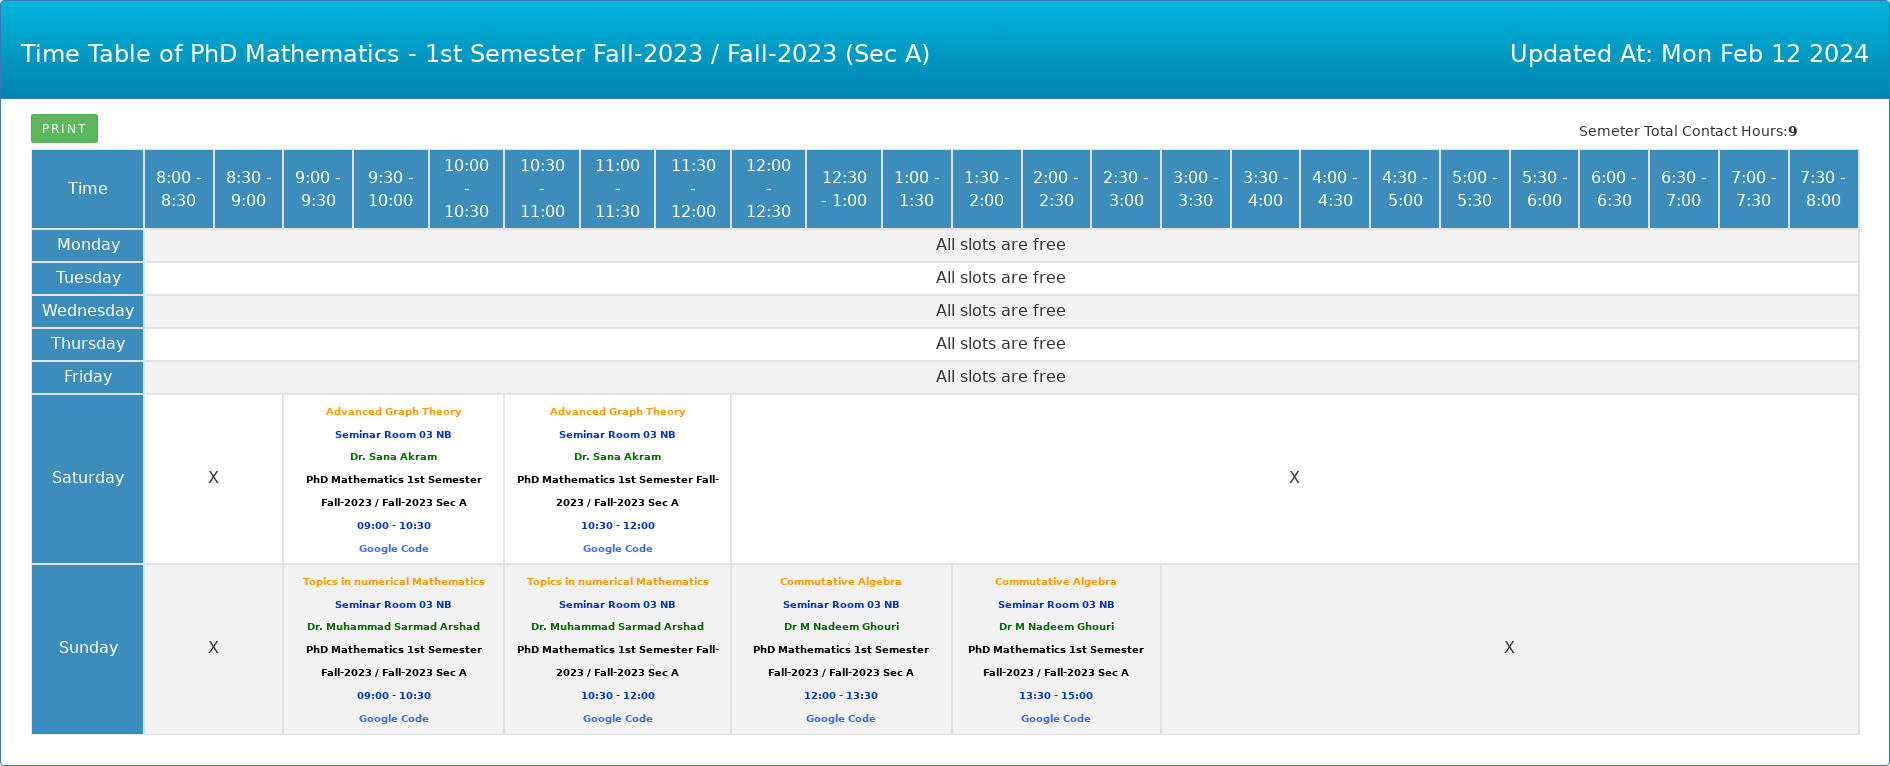 Time Table of PhD Mathematics - 1st Semester Fall-2023 / Fall-2023 (Sec A)
Updated At: Mon Feb 12 2024
PRINT
Semeter Total Contact Hours:9
Time
8:00 -
8:30
8:30 -
9:00
9:00 -
9:30
9:30 -
10:00
10:00
-
10:30
10:30
-
11:00
11:00
-
11:30
11:30
-
12:00
12:00
-
12:30
12:30
- 1:00
1:00 -
1:30
1:30 -
2:00
2:00 -
2:30
2:30 -
3:00
3:00 -
3:30
3:30 -
4:00
4:00 -
4:30
4:30 -
5:00
5:00 -
5:30
5:30 -
6:00
6:00 -
6:30
6:30 -
7:00
7:00 -
7:30
7:30 -
8:00
Monday
All slots are free
Tuesday
All slots are free
Wednesday
All slots are free
Thursday
All slots are free
Friday
All slots are free
Saturday
X
Advanced Graph Theory
Seminar Room 03 NB
Dr. Sana Akram
PhD Mathematics 1st Semester
Fall-2023 / Fall-2023 Sec A
09:00 - 10:30
Google Code
Advanced Graph Theory
Seminar Room 03 NB
Dr. Sana Akram
PhD Mathematics 1st Semester Fall-
2023 / Fall-2023 Sec A
10:30 - 12:00
Google Code
X
Sunday
X
Topics in numerical Mathematics
Seminar Room 03 NB
Dr. Muhammad Sarmad Arshad
PhD Mathematics 1st Semester
Fall-2023 / Fall-2023 Sec A
09:00 - 10:30
Google Code
Topics in numerical Mathematics
Seminar Room 03 NB
Dr. Muhammad Sarmad Arshad
PhD Mathematics 1st Semester Fall-
2023 / Fall-2023 Sec A
10:30 - 12:00
Google Code
Commutative Algebra
Seminar Room 03 NB
Dr M Nadeem Ghouri
PhD Mathematics 1st Semester
Fall-2023 / Fall-2023 Sec A
12:00 - 13:30
Google Code
Commutative Algebra
Seminar Room 03 NB
Dr M Nadeem Ghouri
PhD Mathematics 1st Semester
Fall-2023 / Fall-2023 Sec A
13:30 - 15:00
Google Code
X